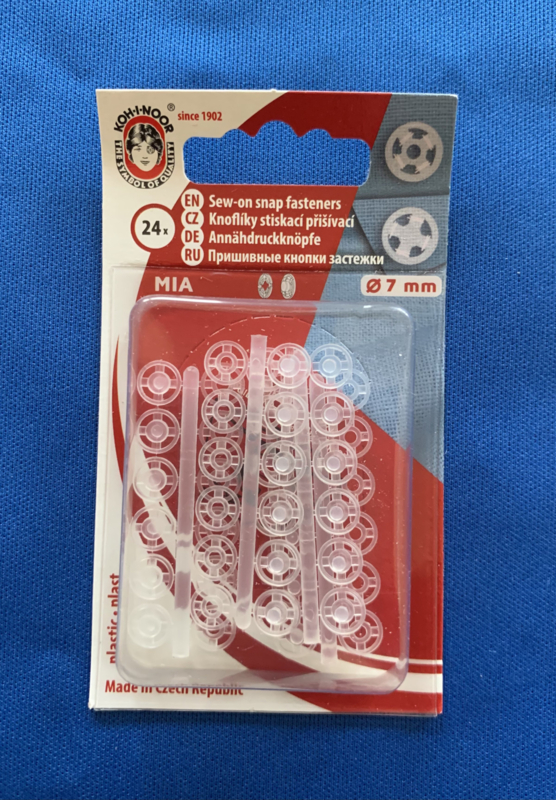 KOH-I-NOOR ®
THE SYMBOL OF QUALITY
since 1902
24x
EN Sew-on snap fasteners
CZ Knoflíky stiskací přišívací
DE Annähdruckknöpfe
RU Пришивные кнопки застежки
MIA
Ø 7 mm
plastic • plast
Made in Czech Republic